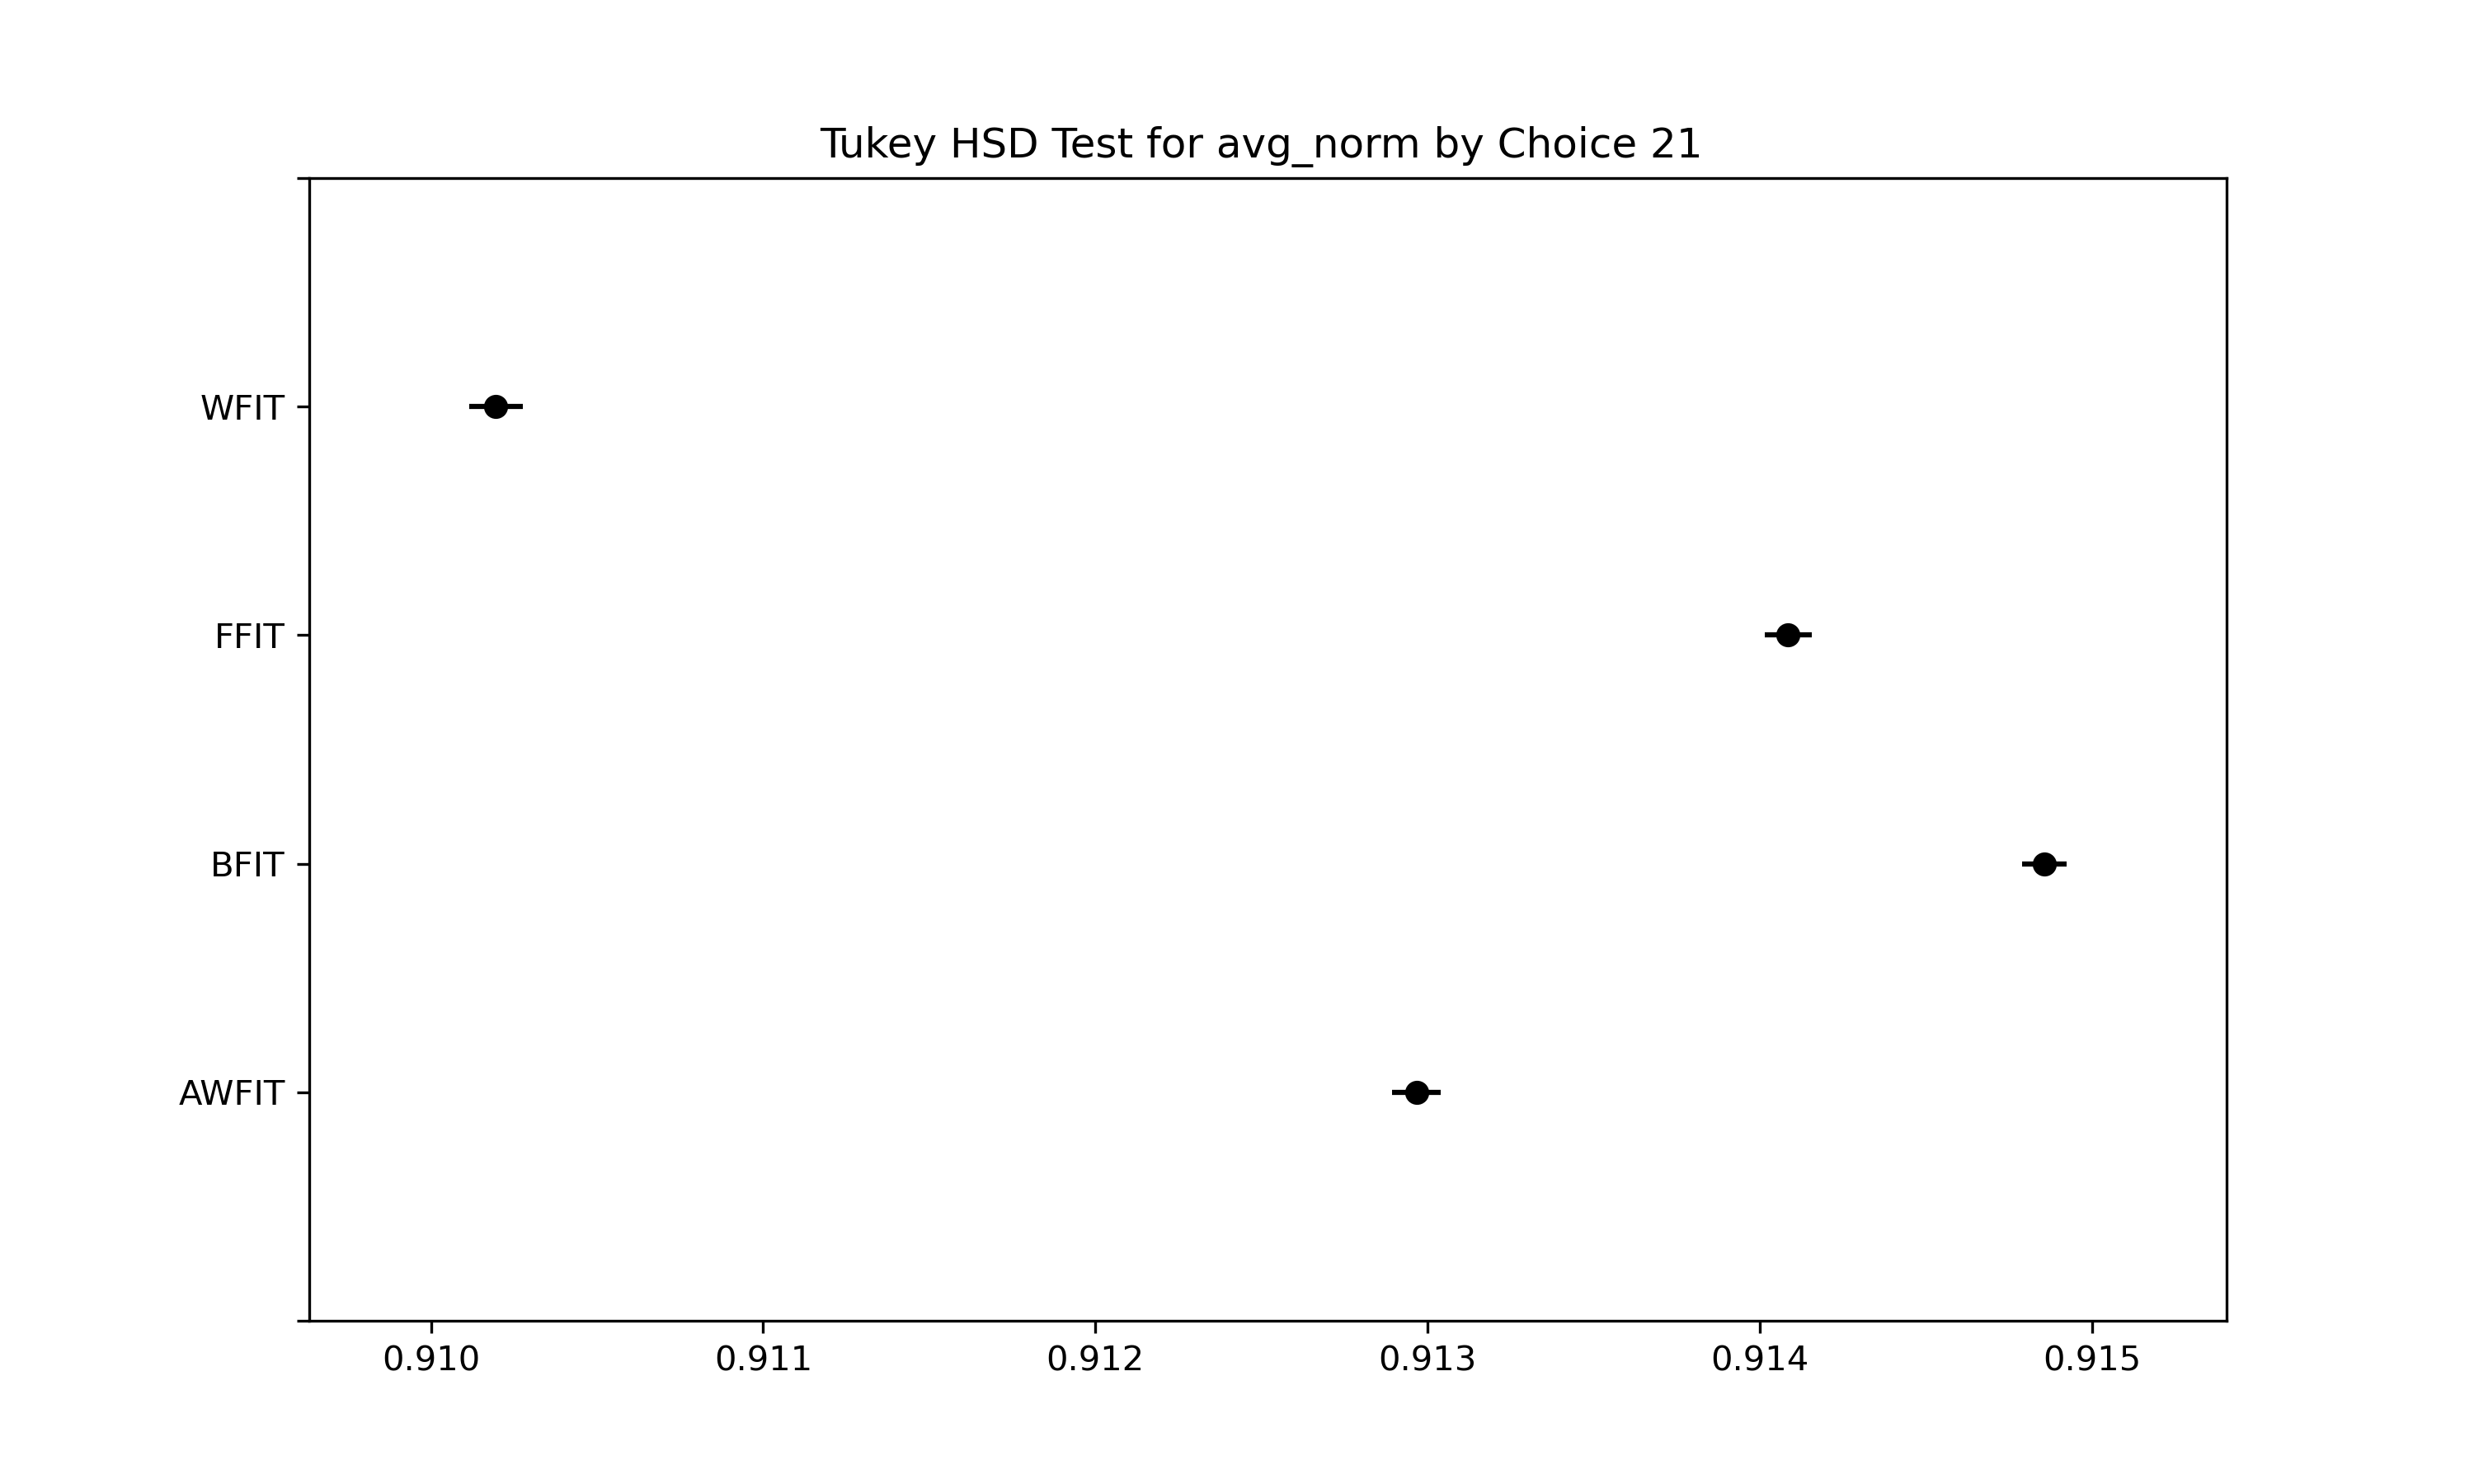 Tukey HSD Test for avg_norm by Choice 21
WFIT
FFIT
BFIT
AWFIT
0.910 0.911 0.912 0.913 0.914 0.915